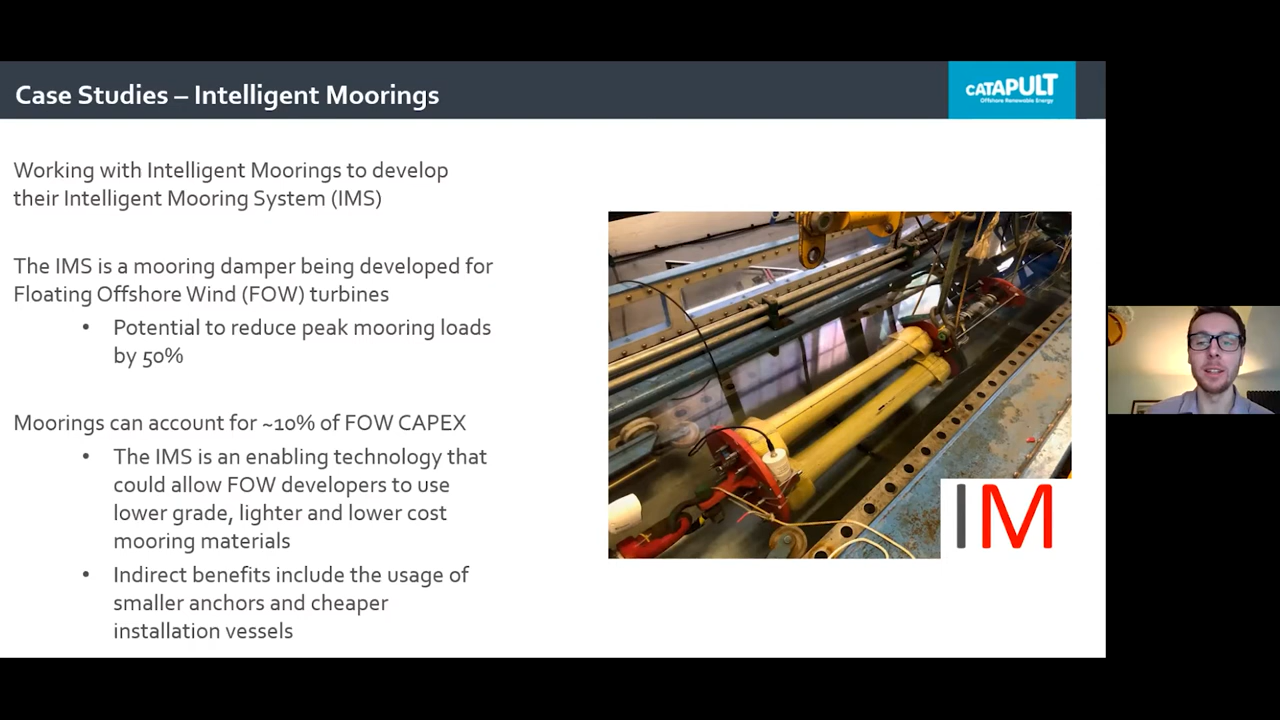 Case Studies – Intelligent Moorings
CATAPULT
Offshore Renewable Energy
Working with Intelligent Moorings to develop
their Intelligent Mooring System (IMS)
The IMS is a mooring damper being developed for
Floating Offshore Wind (FOW) turbines
• Potential to reduce peak mooring loads
by 50%
Moorings can account for ~10% of FOW CAPEX
• The IMS is an enabling technology that
could allow FOW developers to use
lower grade, lighter and lower cost
mooring materials
• Indirect benefits include the usage of
smaller anchors and cheaper
installation vessels
IM